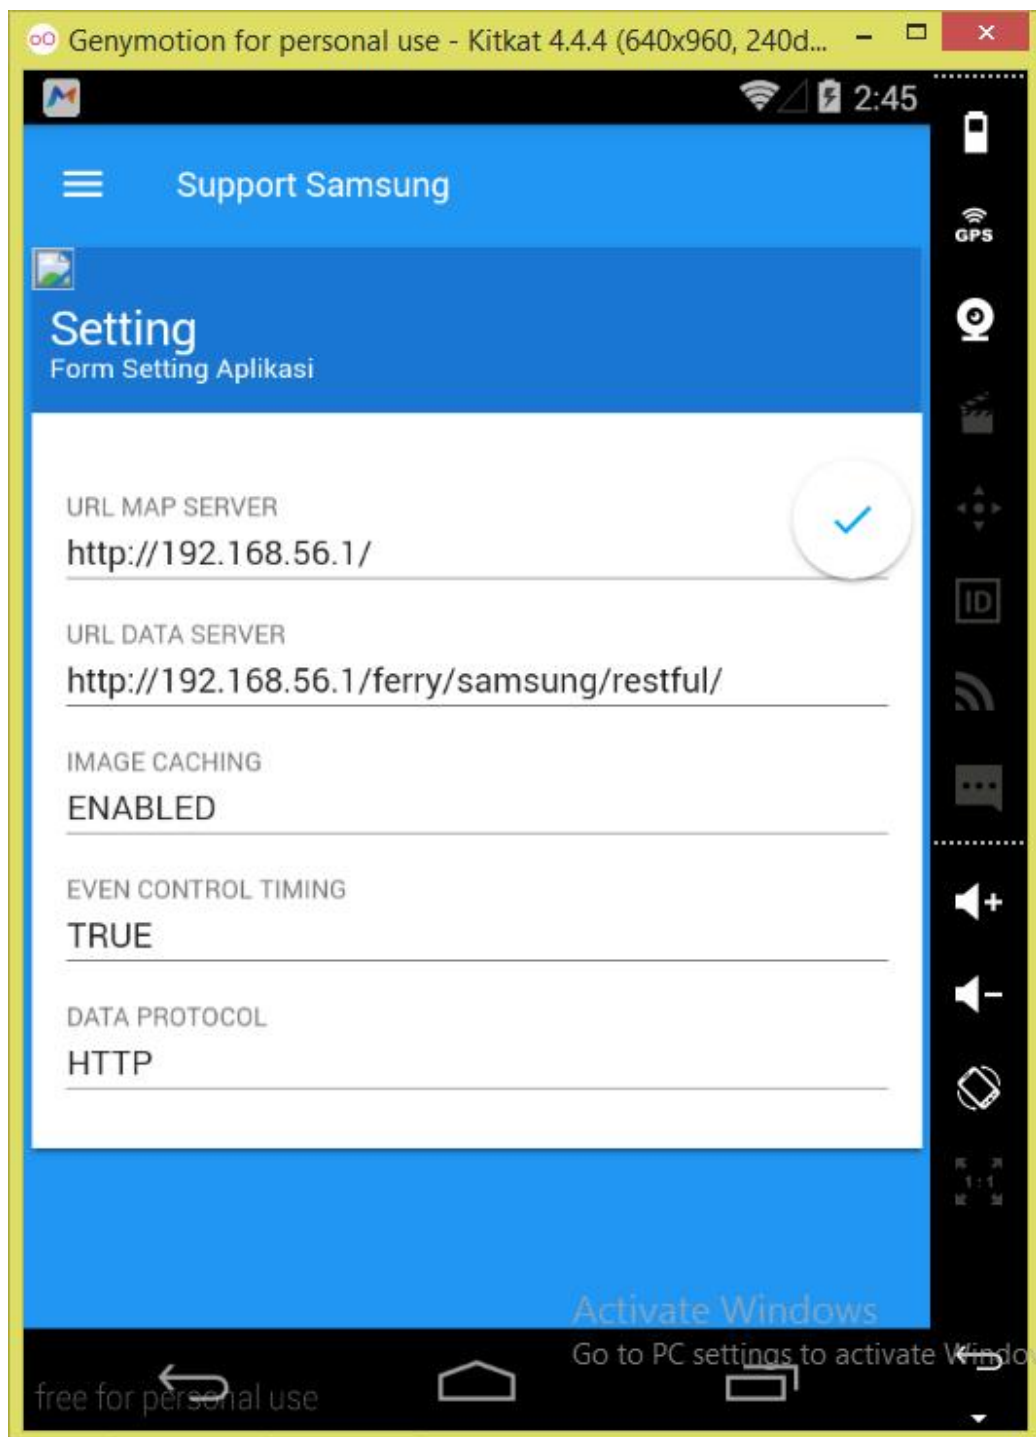 Genymotion for personal use - Kitkat 4.4.4 (640x960, 240d...
2:45
Support Samsung
GPS
Setting
Form Setting Aplikasi
URL MAP SERVER
http://192.168.56.1/
URL DATA SERVER
http://192.168.56.1/ferry/samsung/restful/
ID
IMAGE CACHING
ENABLED
EVEN CONTROL TIMING
TRUE
DATA PROTOCOL
HTTP
1:1
Activate Windows
Go to PC settings to activate Windo
free for personal use